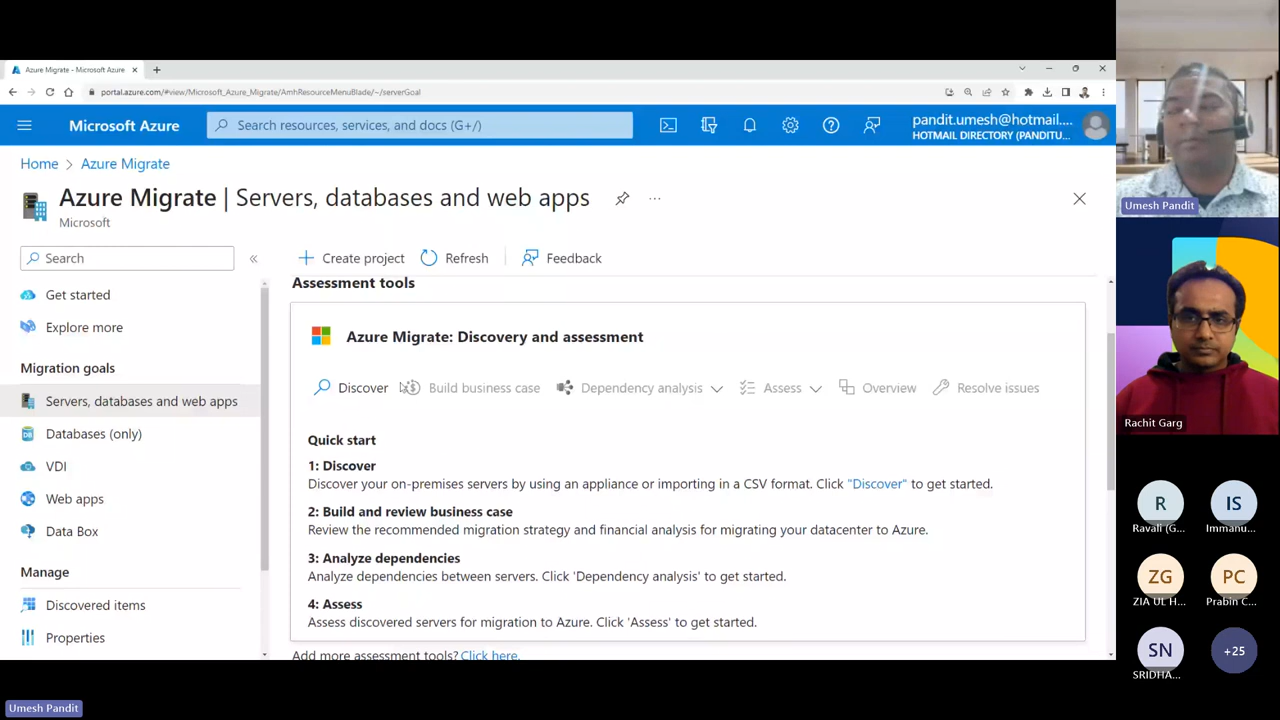 Azure Migrate - Microsoft Azure
portal.azure.com/#view/Microsoft_Azure_Migrate/AmhResourceMenuBlade/~/serverGoal
Microsoft Azure
Search resources, services, and docs (G+/)
pandit.umesh@hotmail....
HOTMAIL DIRECTORY (PANDITU...
Home > Azure Migrate
Azure Migrate | Servers, databases and web apps
Microsoft
Search
Create project
Refresh
Feedback
Get started
Explore more
Migration goals
Servers, databases and web apps
Databases (only)
VDI
Web apps
Data Box
Manage
Discovered items
Properties
Assessment tools
Azure Migrate: Discovery and assessment
Discover
Build business case
Dependency analysis
Assess
Overview
Resolve issues
Quick start
1: Discover
Discover your on-premises servers by using an appliance or importing in a CSV format. Click "Discover" to get started.
2: Build and review business case
Review the recommended migration strategy and financial analysis for migrating your datacenter to Azure.
3: Analyze dependencies
Analyze dependencies between servers. Click 'Dependency analysis' to get started.
4: Assess
Assess discovered servers for migration to Azure. Click 'Assess' to get started.
Add more assessment tools? Click here.
Umesh Pandit
Rachit Garg
R
Ravali (G...
IS
Immanu...
ZG
ZIA UL H...
PC
Prabin C...
SN
SRIDHA...
+25
Umesh Pandit